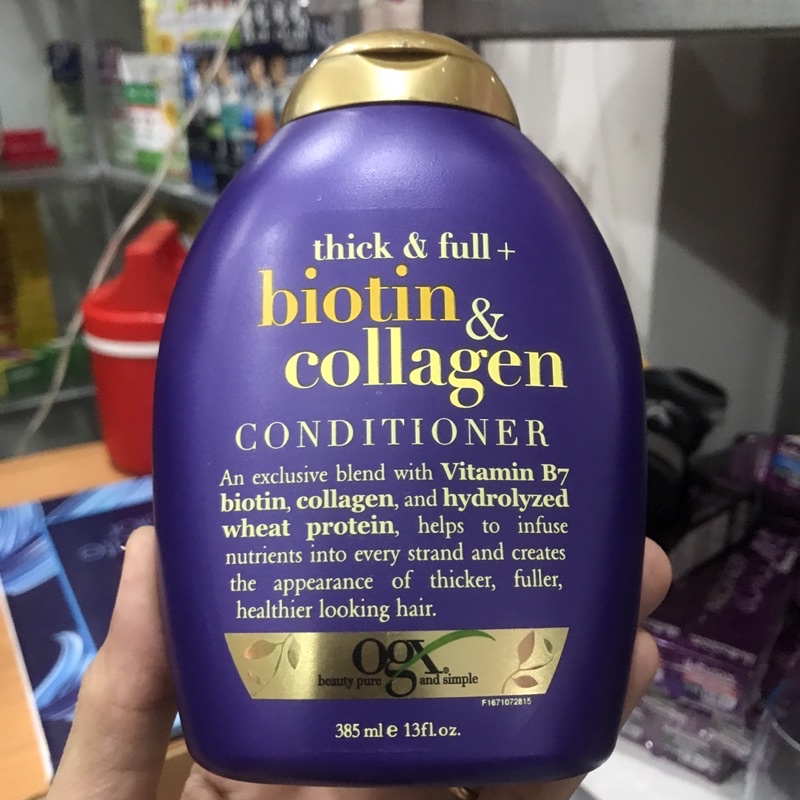 thick & full +
biotin &
collagen
CONDITIONER
An exclusive blend with Vitamin B7
biotin, collagen, and hydrolyzed
wheat protein, helps to infuse
nutrients into every strand and creates
the appearance of thicker, fuller,
healthier looking hair.
ogx®
beauty pure and simple
F1671072815
385 ml e 13fl.oz.